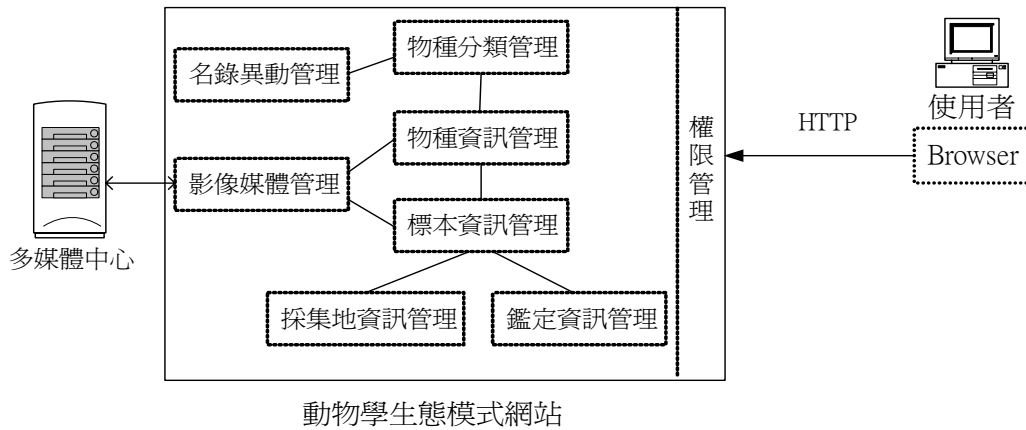 物種分類管理
名錄異動管理
使用者
HTTP
權限管理
物種資訊管理
Browser
影像媒體管理
標本資訊管理
多媒體中心
採集地資訊管理
鑑定資訊管理
動物學生態模式網站